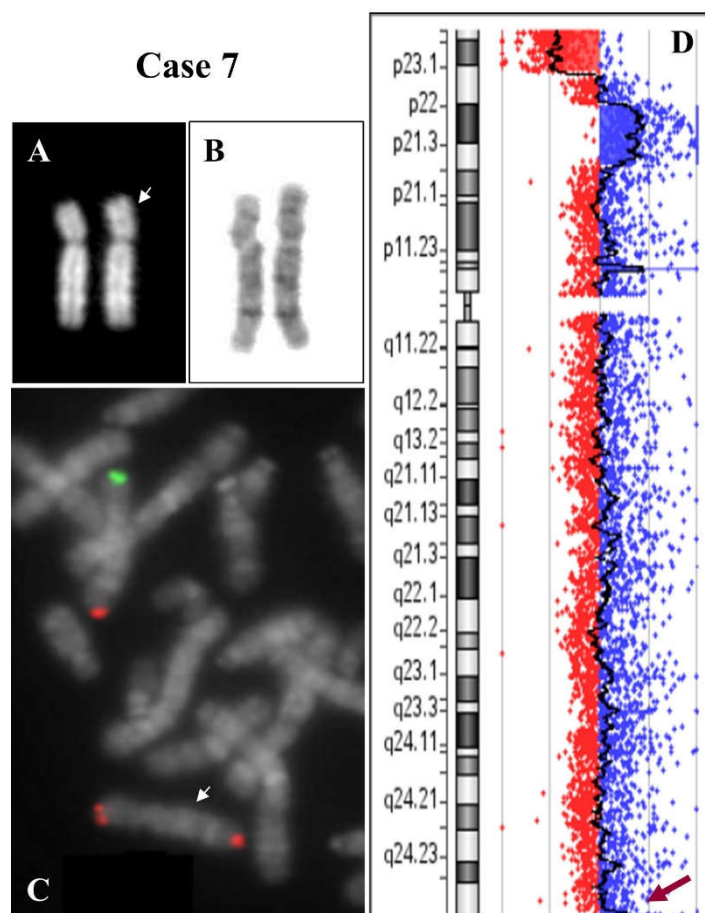 Case 7
A
B
C
D
p23.1
p22
p21.3
p21.1
p11.23
q11.22
q12.2
q13.2
q21.11
q21.13
q21.3
q22.1
q22.2
q23.1
q23.3
q24.11
q24.21
q24.23